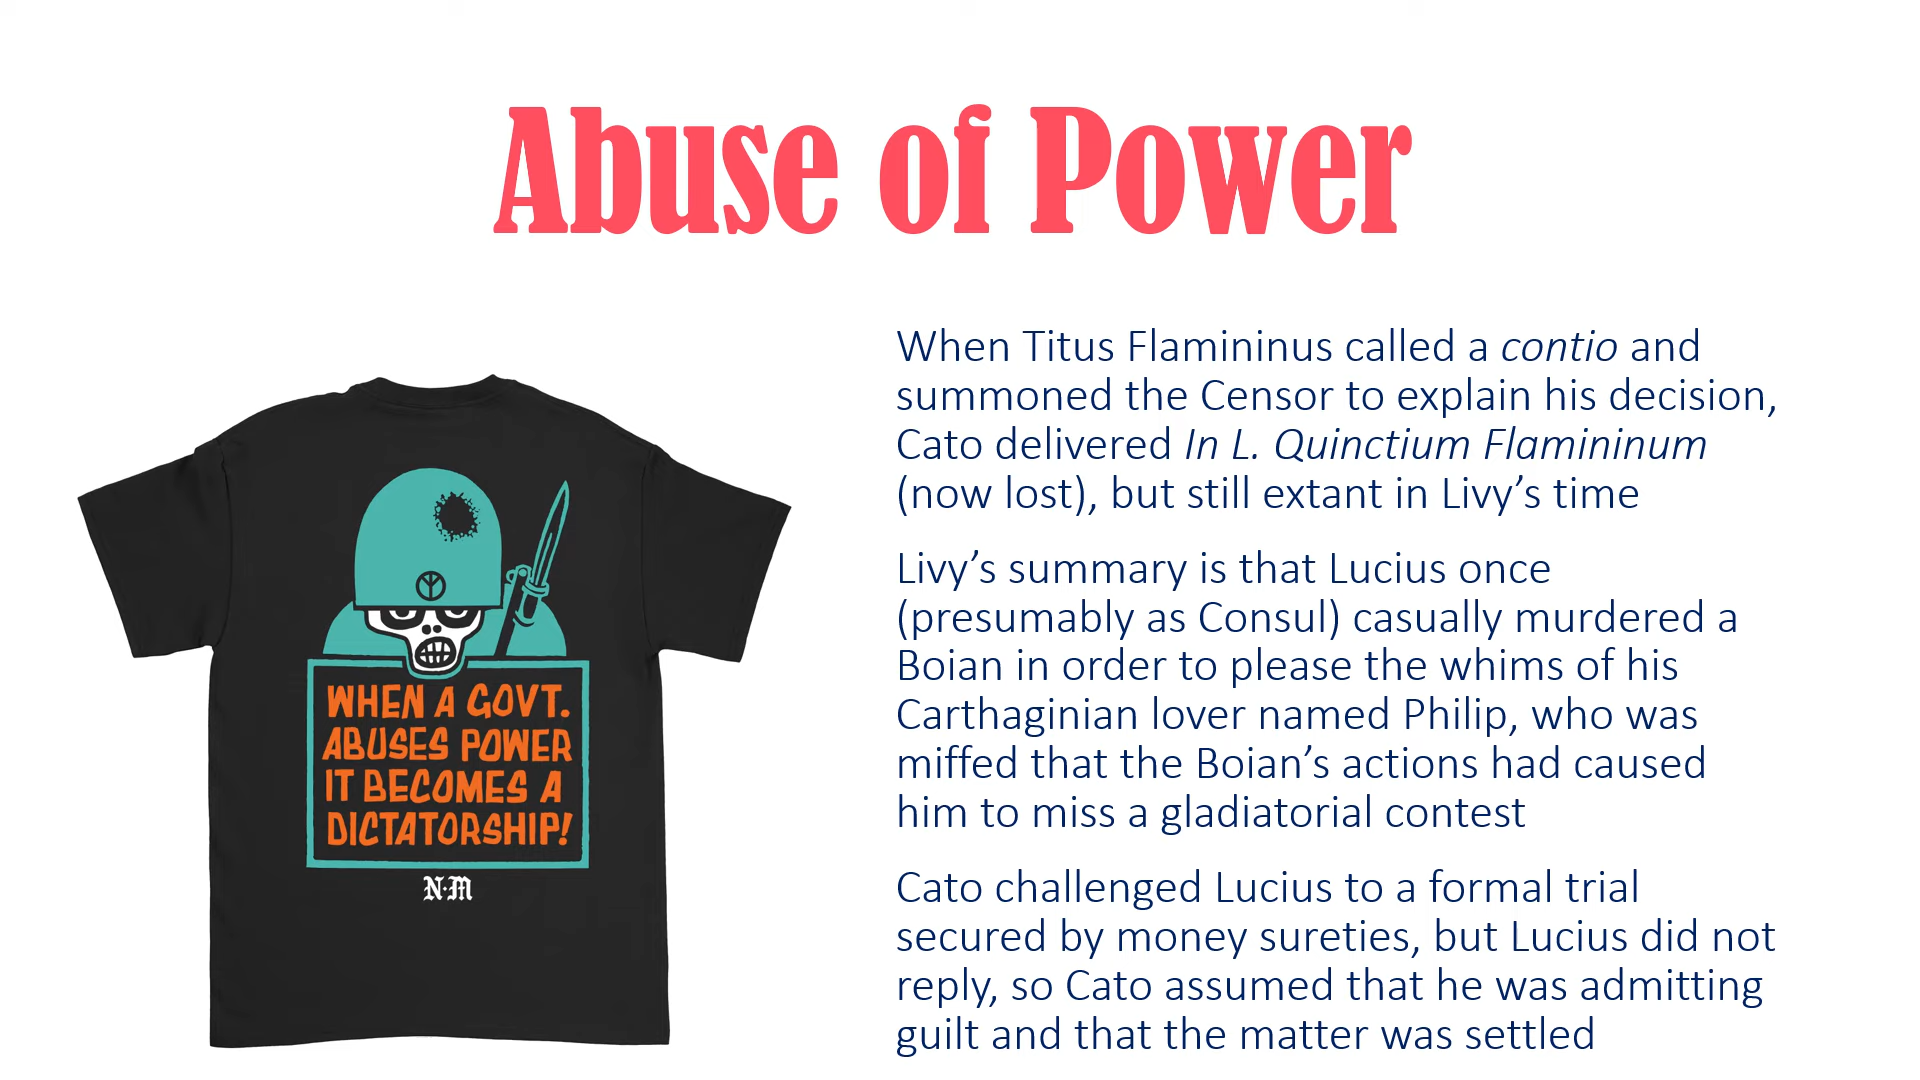 Abuse of Power
When Titus Flamininus called a contio and
summoned the Censor to explain his decision,
Cato delivered In L. Quinctium Flamininum
(now lost), but still extant in Livy’s time
Livy’s summary is that Lucius once
(presumably as Consul) casually murdered a
Boian in order to please the whims of his
Carthaginian lover named Philip, who was
miffed that the Boian’s actions had caused
him to miss a gladiatorial contest
Cato challenged Lucius to a formal trial
secured by money sureties, but Lucius did not
reply, so Cato assumed that he was admitting
guilt and that the matter was settled
WHEN A GOVT.
ABUSES POWER
IT BECOMES A
DICTATORSHIP!
N·M